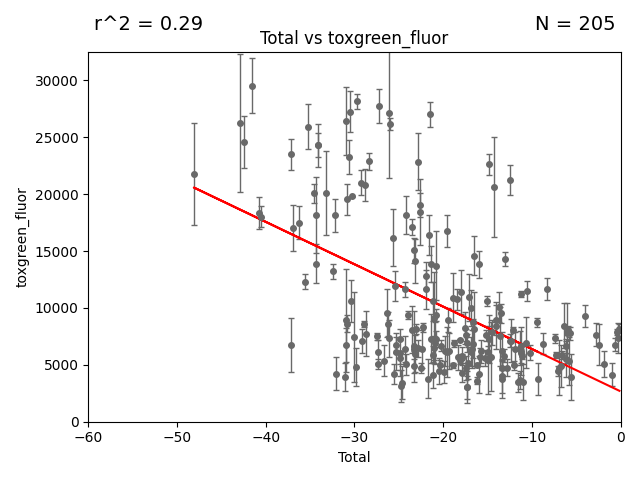 r^2 = 0.29
N = 205
Total vs toxgreen_fluor
30000
25000
20000
15000
10000
5000
0
toxgreen_fluor
−60
−50
−40
−30
−20
−10
0
Total